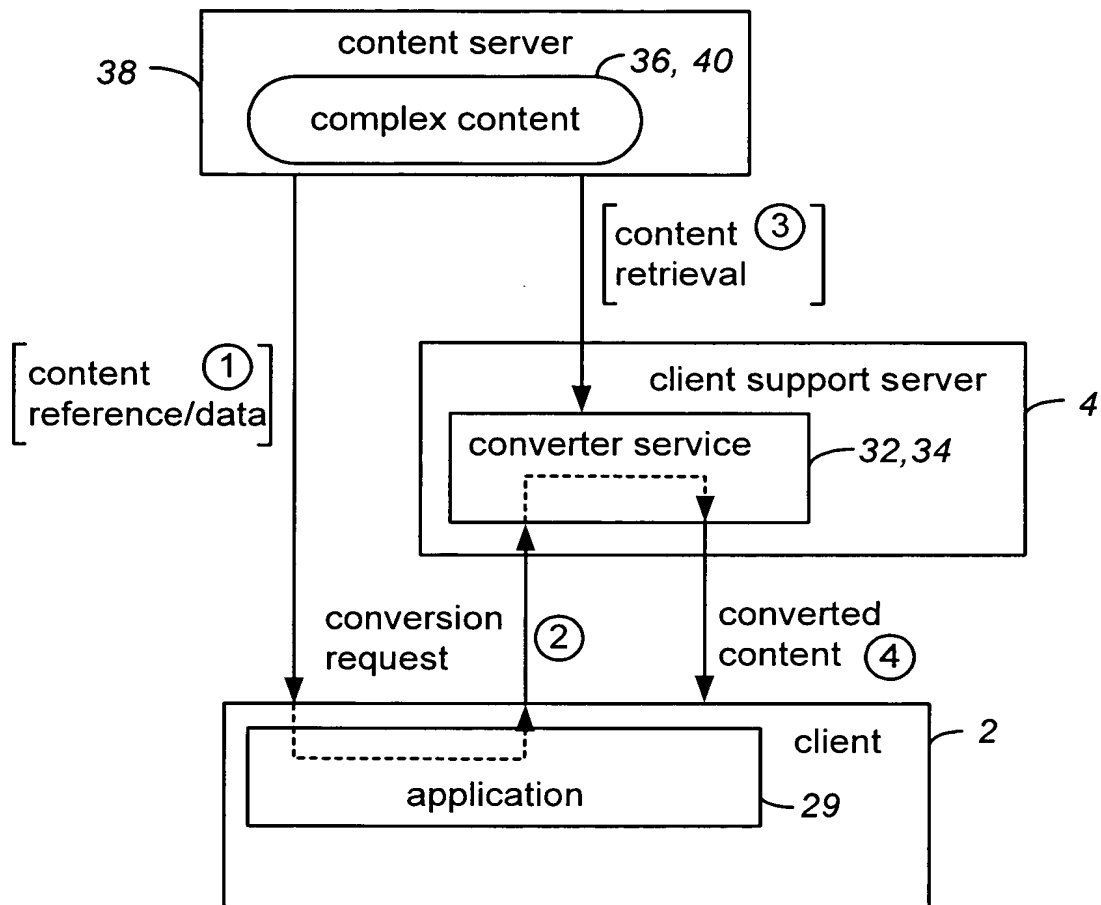 content server
38
36, 40
complex content
content 3
retrieval
content 1
reference/data
client support server
4
converter service
32,34
conversion
request
2
converted
content 4
client
2
application
29